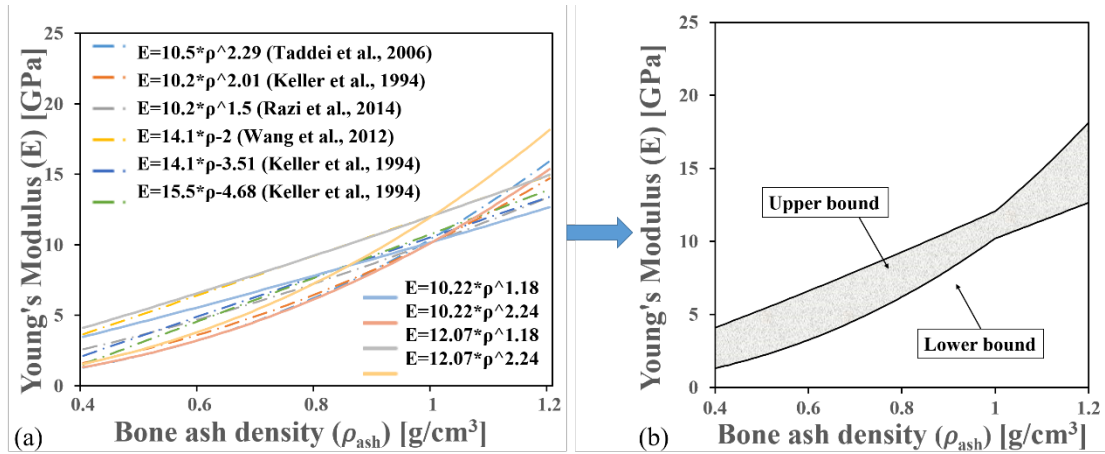 25
20
15
10
5
0
Young's Modulus (E) [GPa]
E=10.5*ρ^2.29 (Taddei et al., 2006)
E=10.2*ρ^2.01 (Keller et al., 1994)
E=10.2*ρ^1.5 (Razi et al., 2014)
E=14.1*ρ-2 (Wang et al., 2012)
E=14.1*ρ-3.51 (Keller et al., 1994)
E=15.5*ρ-4.68 (Keller et al., 1994)
E=10.22*ρ^1.18
E=10.22*ρ^2.24
E=12.07*ρ^1.18
E=12.07*ρ^2.24
0.4 0.6 0.8 1 1.2
(a) Bone ash density (ρash) [g/cm³]
25
20
15
10
5
0
Young's Modulus (E) [GPa]
Upper bound
Lower bound
0.4 0.6 0.8 1 1.2
(b) Bone ash density (ρash) [g/cm³]